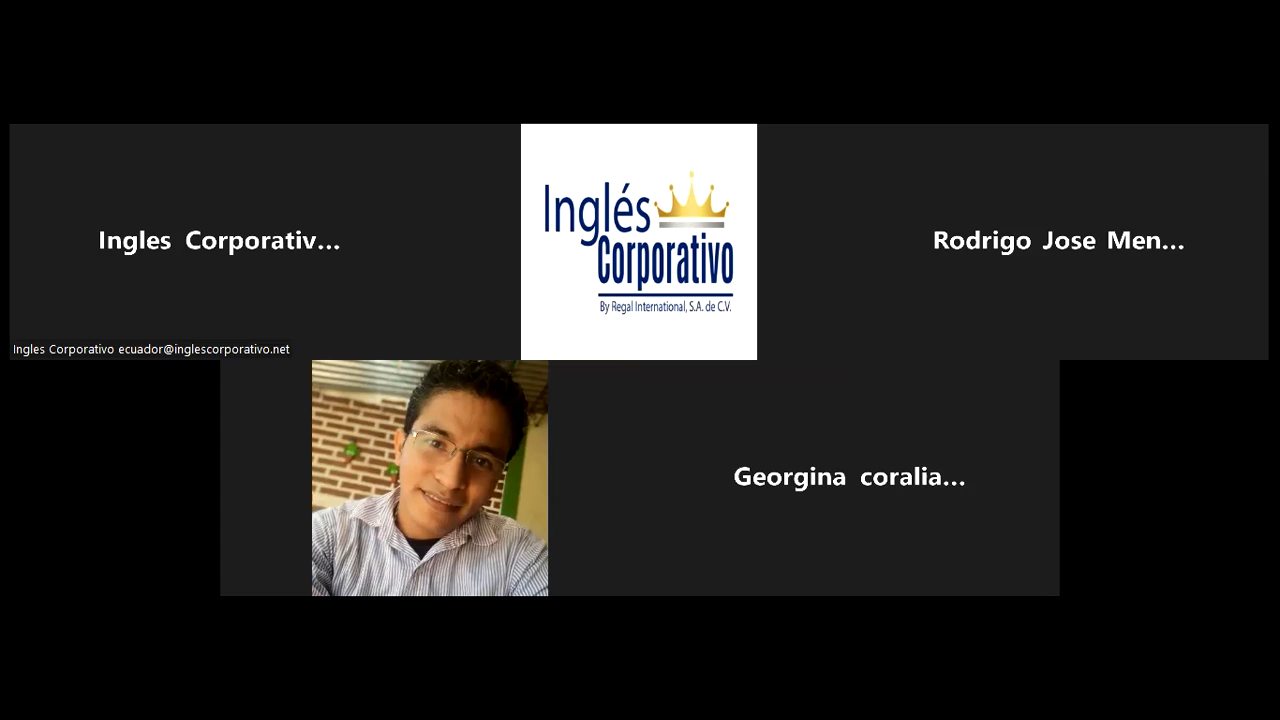 Ingles Corporativ...
Inglés
Corporativo
By Regal International, S.A. de C.V.
Rodrigo Jose Men...
Ingles Corporativo ecuador@inglescorporativo.net
Georgina coralia...